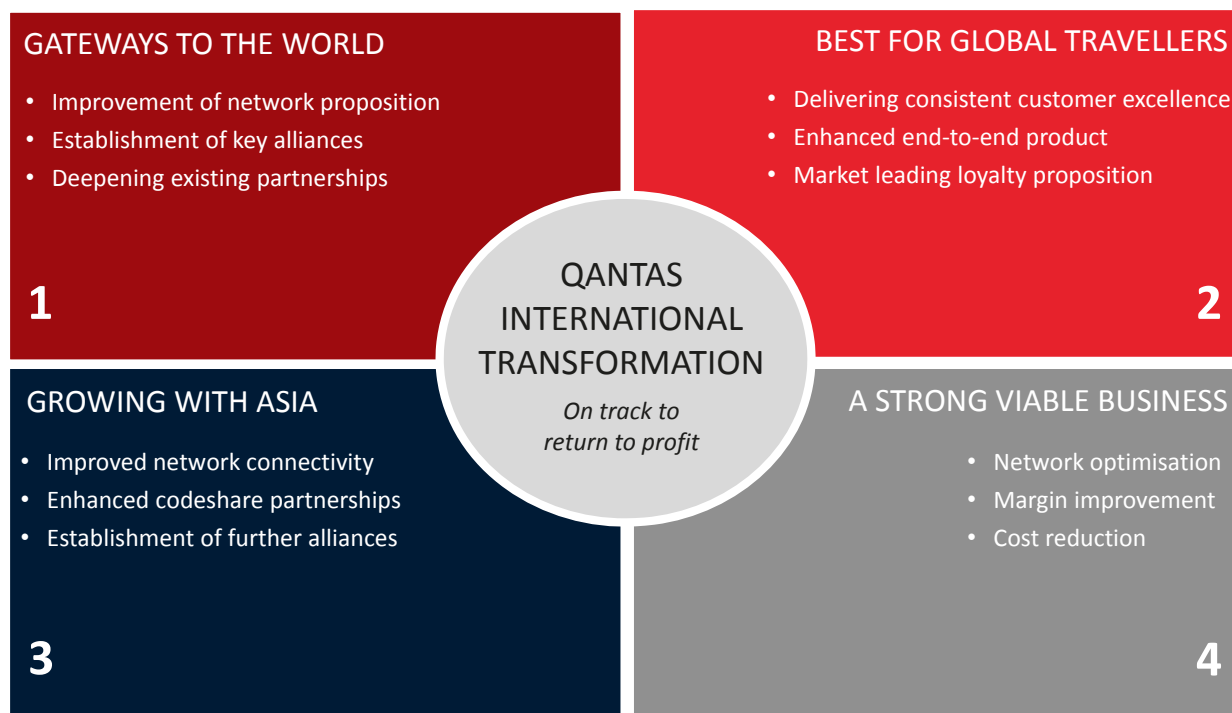 GATEWAYS TO THE WORLD
• Improvement of network proposition
• Establishment of key alliances
• Deepening existing partnerships
1
BEST FOR GLOBAL TRAVELLERS
• Delivering consistent customer excellence
• Enhanced end-to-end product
• Market leading loyalty proposition
2
QANTAS
INTERNATIONAL
TRANSFORMATION
On track to
return to profit
GROWING WITH ASIA
• Improved network connectivity
• Enhanced codeshare partnerships
• Establishment of further alliances
3
A STRONG VIABLE BUSINESS
• Network optimisation
• Margin improvement
• Cost reduction
4